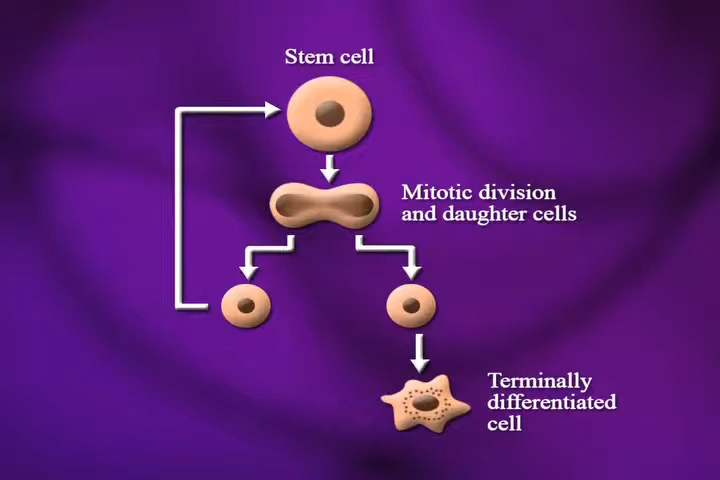 Stem cell
Mitotic division
and daughter cells
Terminally
differentiated
cell